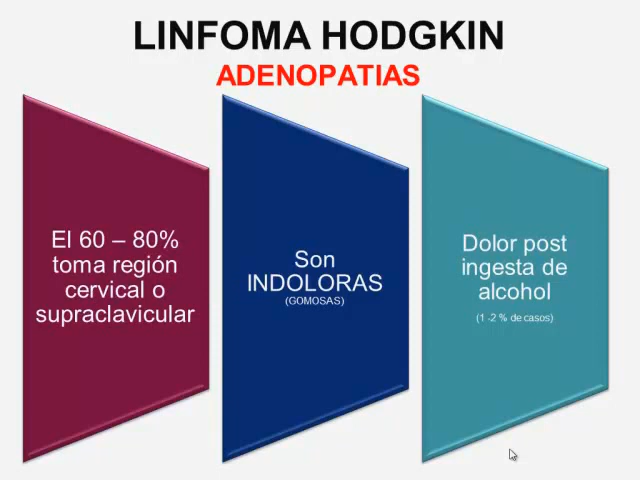 LINFOMA HODGKIN
ADENOPATIAS
El 60 – 80%
toma región
cervical o
supraclavicular
Son
INDOLORAS
(GOMOSAS)
Dolor post
ingesta de
alcohol
(1 -2 % de casos)